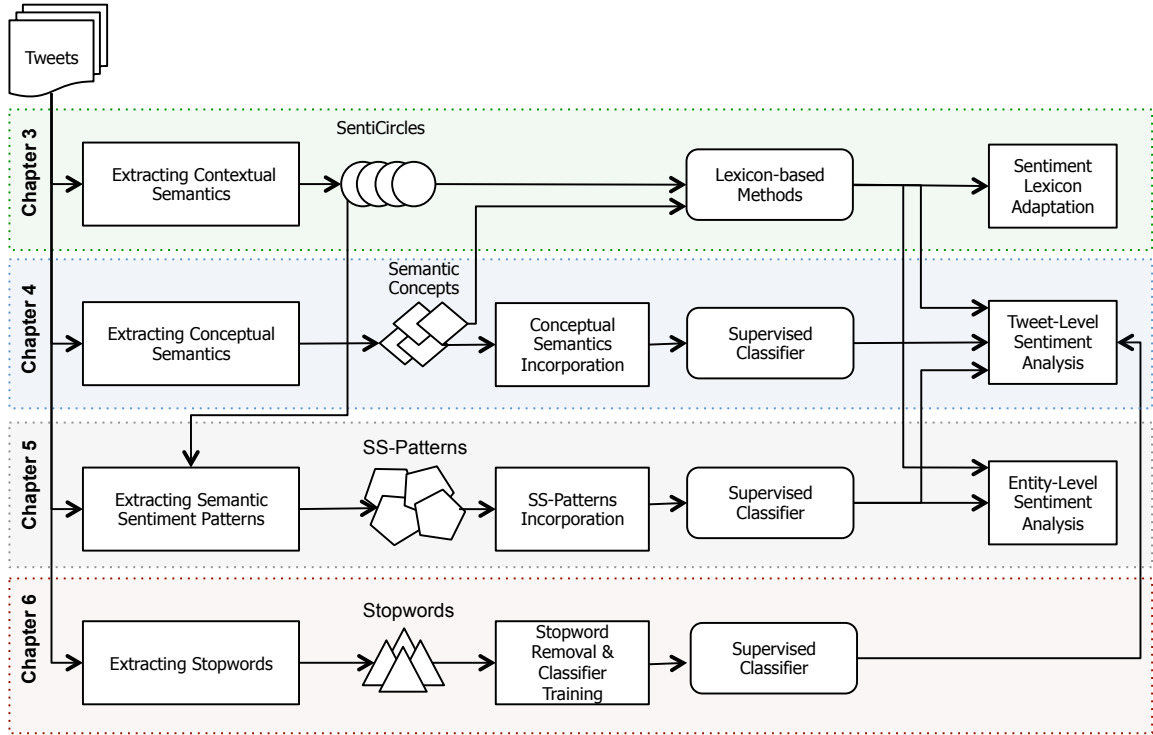 Tweets
Chapter 3
Extracting Contextual
Semantics
SentiCircles
Lexicon-based
Methods
Sentiment
Lexicon
Adaptation
Chapter 4
Extracting Conceptual
Semantics
Semantic
Concepts
Conceptual
Semantics
Incorporation
Supervised
Classifier
Tweet-Level
Sentiment
Analysis
Chapter 5
Extracting Semantic
Sentiment Patterns
SS-Patterns
SS-Patterns
Incorporation
Supervised
Classifier
Entity-Level
Sentiment
Analysis
Chapter 6
Extracting Stopwords
Stopwords
Stopword
Removal &
Classifier
Training
Supervised
Classifier